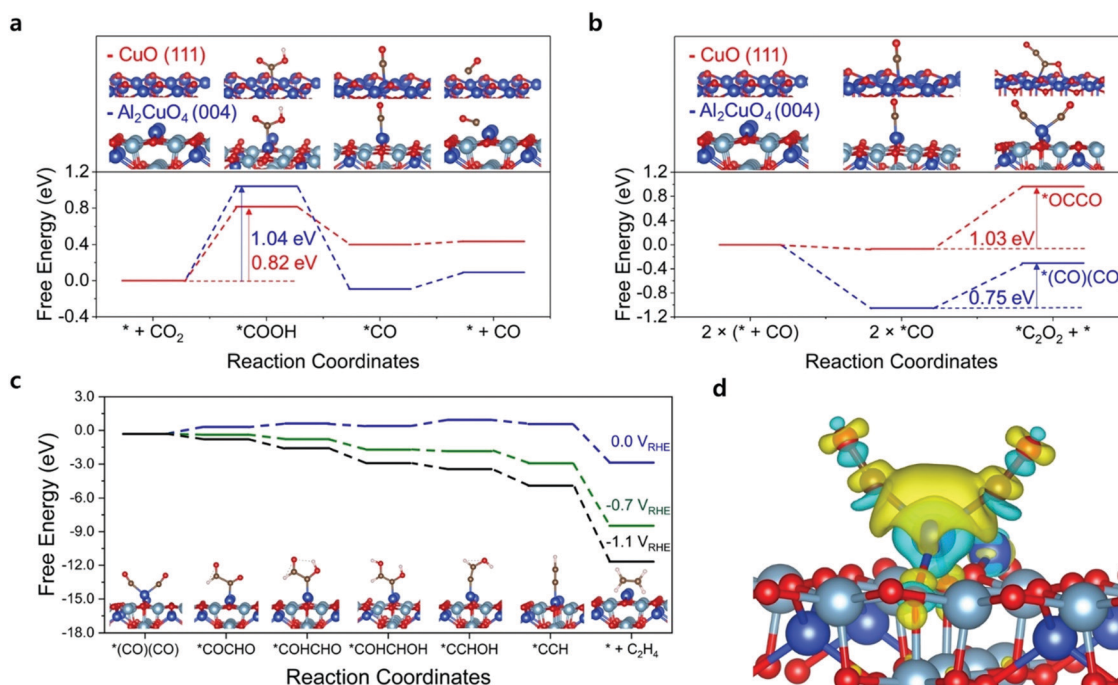 a
- CuO (111)
- Al₂CuO₄ (004)
1.2
0.8
0.4
0.0
-0.4
Free Energy (eV)
1.04 eV
0.82 eV
* + CO₂
*COOH
*CO
* + CO
Reaction Coordinates
b
- CuO (111)
- Al₂CuO₄ (004)
1.2
0.8
0.4
0.0
-0.4
-0.8
-1.2
Free Energy (eV)
*OCCO
1.03 eV
*(CO)(CO)
0.75 eV
2 × (* + CO)
2 × *CO
*C₂O₂ + *
Reaction Coordinates
c
3.0
0.0
-3.0
-6.0
-9.0
-12.0
-15.0
-18.0
Free Energy (eV)
0.0 V_RHE
-0.7 V_RHE
-1.1 V_RHE
*(CO)(CO)
*COCHO
*COHCHO
*COHCHOH
*CCHOH
*CCH
* + C₂H₄
Reaction Coordinates
d